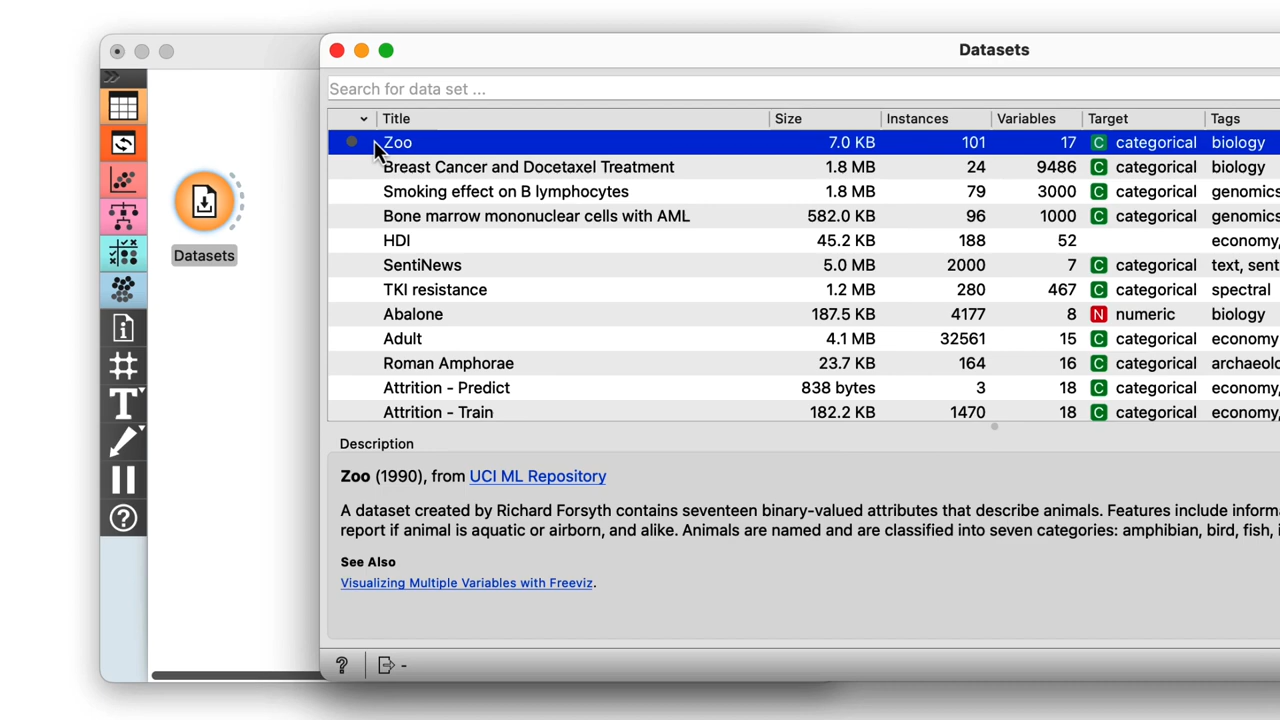 Datasets
Search for data set ...
Title Size Instances Variables Target Tags
Zoo 7.0 KB 101 17 C categorical biology
Breast Cancer and Docetaxel Treatment 1.8 MB 24 9486 C categorical biology
Smoking effect on B lymphocytes 1.8 MB 79 3000 C categorical genomics
Bone marrow mononuclear cells with AML 582.0 KB 96 1000 C categorical genomics
HDI 45.2 KB 188 52 economy,
SentiNews 5.0 MB 2000 7 C categorical text, sent
TKI resistance 1.2 MB 280 467 C categorical spectral
Abalone 187.5 KB 4177 8 N numeric biology
Adult 4.1 MB 32561 15 C categorical economy
Roman Amphorae 23.7 KB 164 16 C categorical archaeolo
Attrition - Predict 838 bytes 3 18 C categorical economy,
Attrition - Train 182.2 KB 1470 18 C categorical economy,
Datasets
Description
Zoo (1990), from UCI ML Repository
A dataset created by Richard Forsyth contains seventeen binary-valued attributes that describe animals. Features include inform
report if animal is aquatic or airborn, and alike. Animals are named and are classified into seven categories: amphibian, bird, fish, i
See Also
Visualizing Multiple Variables with Freeviz.
? -